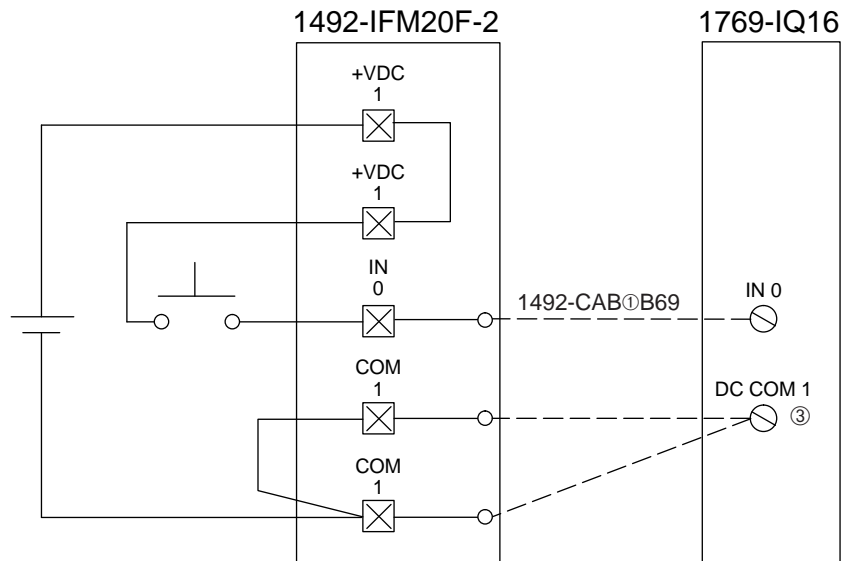 1492-IFM20F-2
1769-IQ16
+VDC
1
+VDC
1
IN
0
1492-CAB①B69
IN 0
COM
1
DC COM 1
③
COM
1